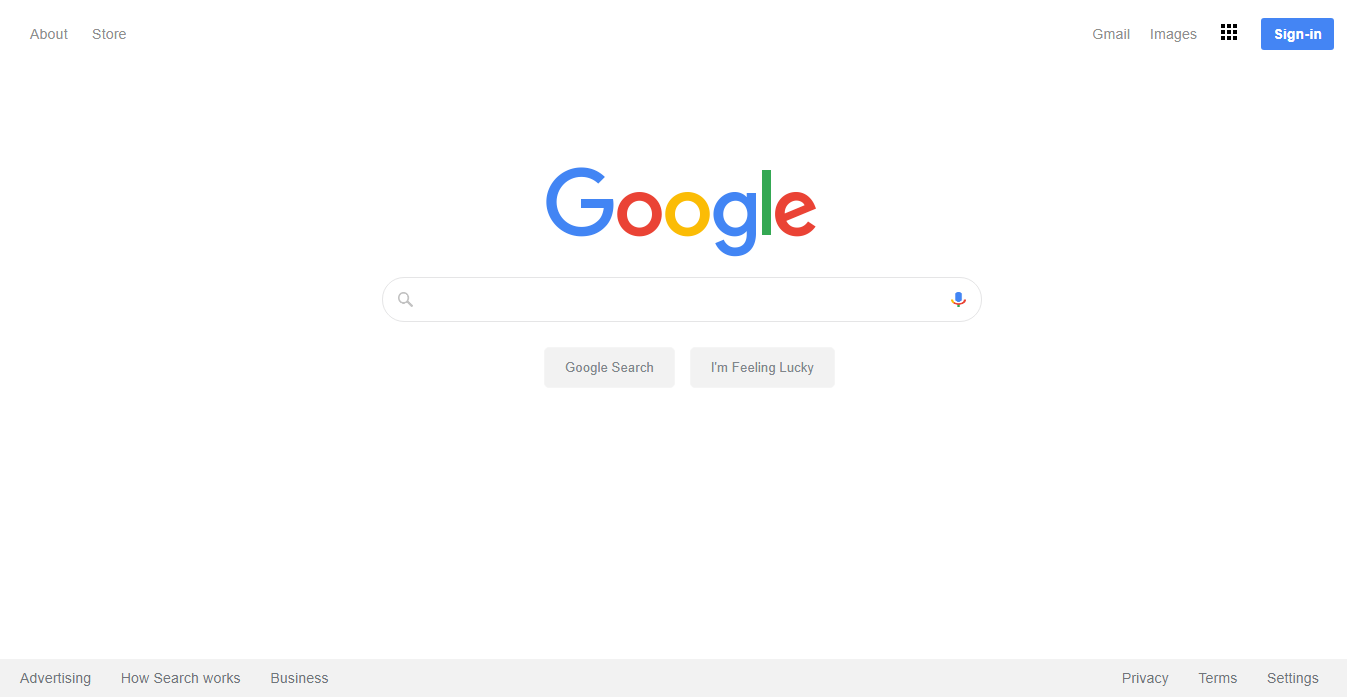 About Store Gmail Images Sign-in
Google
Google Search I'm Feeling Lucky
Advertising How Search works Business Privacy Terms Settings